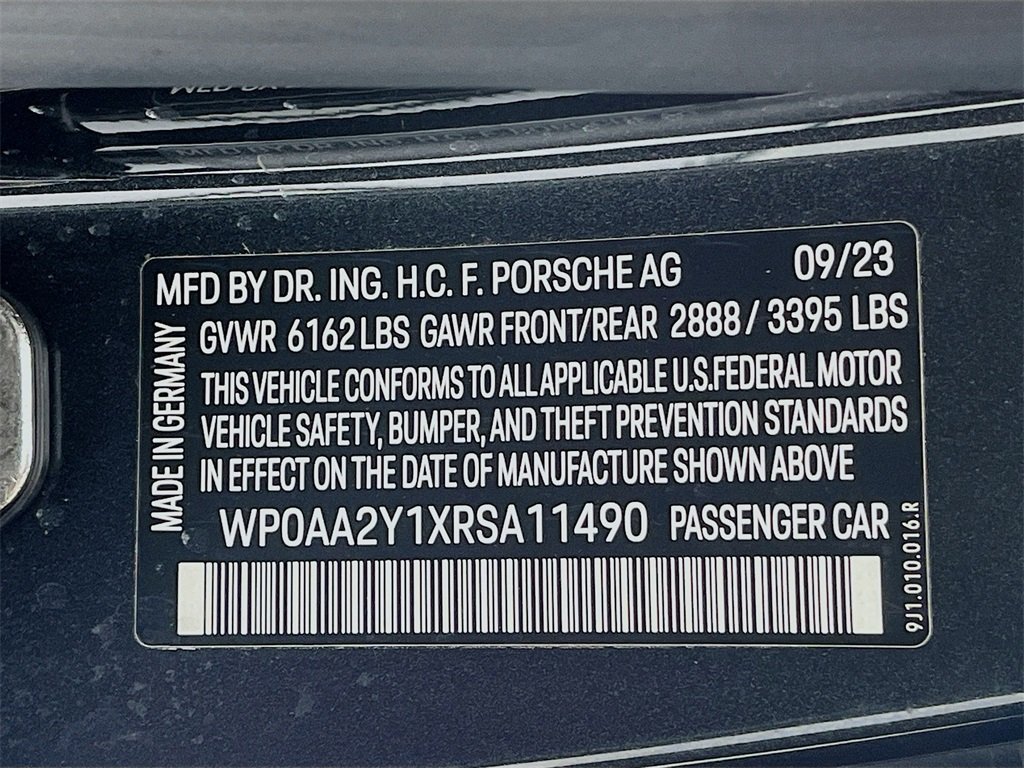 MFD BY DR. ING. H.C. F. PORSCHE AG 09/23
GVWR 6162 LBS GAWR FRONT/REAR 2888 / 3395 LBS
THIS VEHICLE CONFORMS TO ALL APPLICABLE U.S.FEDERAL MOTOR
VEHICLE SAFETY, BUMPER, AND THEFT PREVENTION STANDARDS
IN EFFECT ON THE DATE OF MANUFACTURE SHOWN ABOVE
MADE IN GERMANY
WP0AA2Y1XRSA11490 PASSENGER CAR
9J1.010.016.R